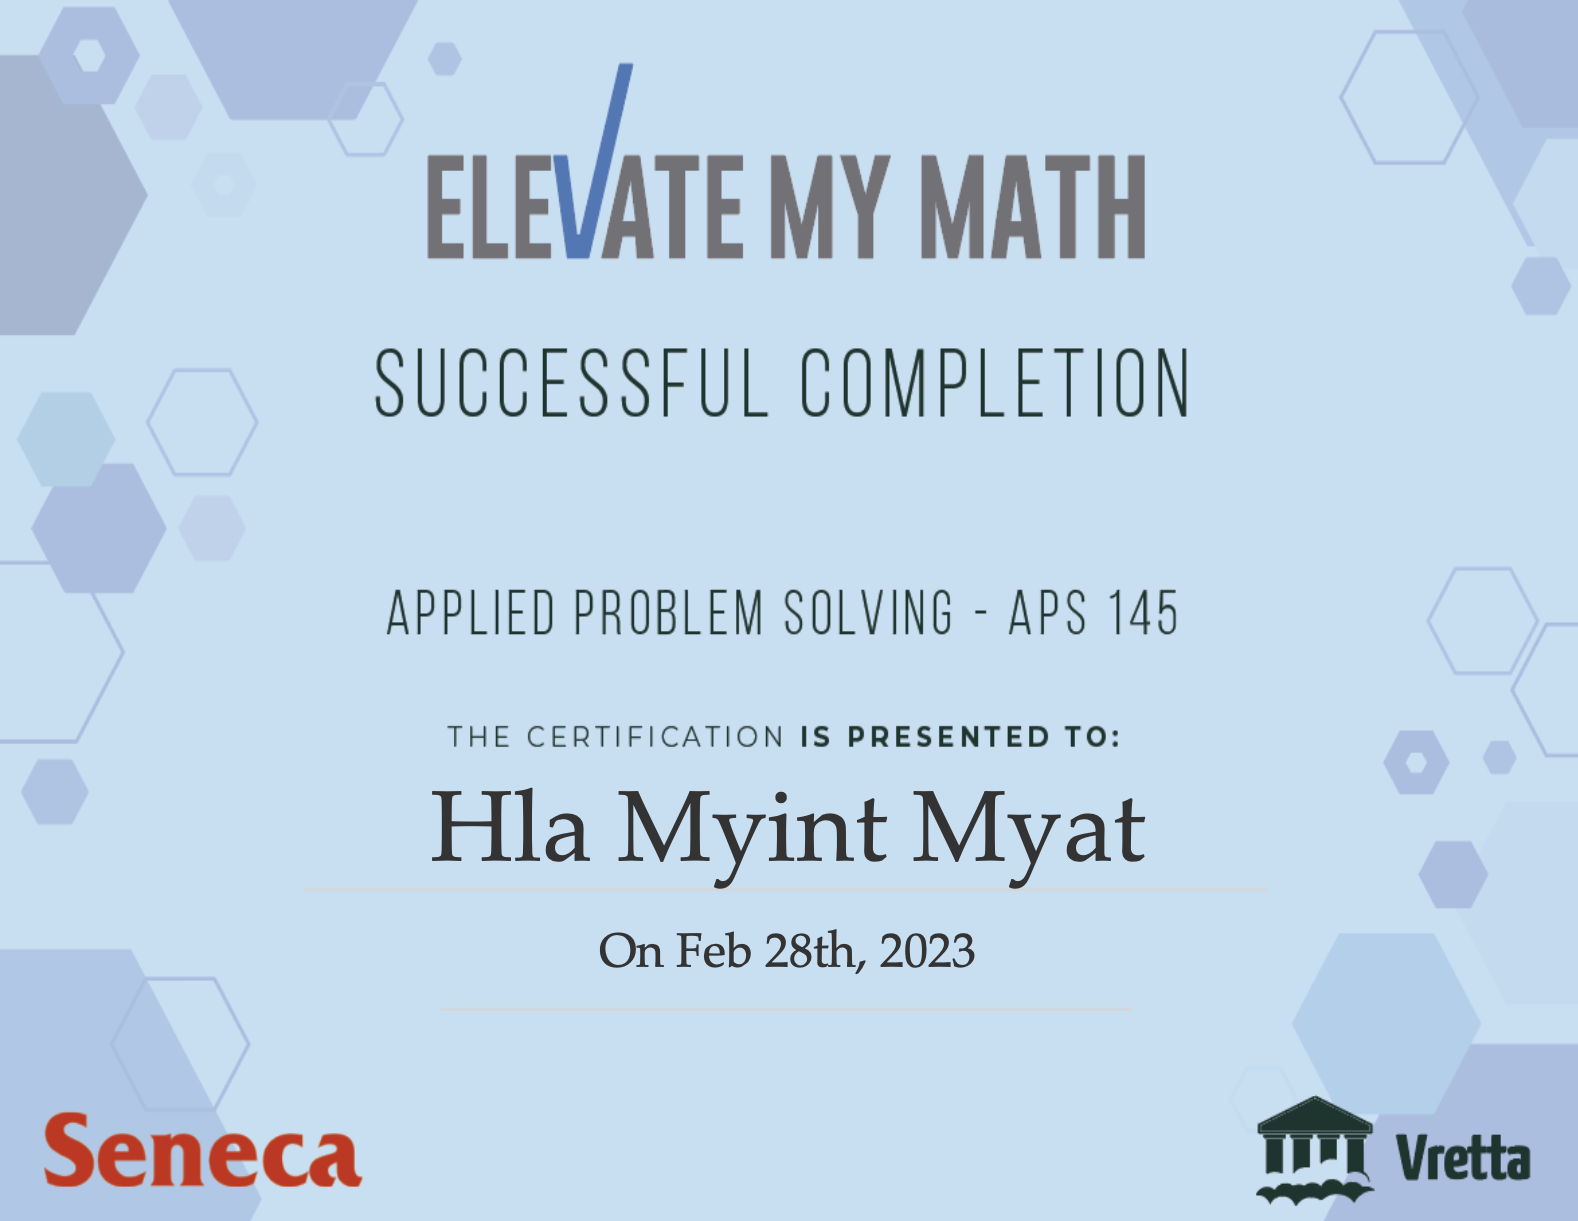 ELEVATE MY MATH
SUCCESSFUL COMPLETION
APPLIED PROBLEM SOLVING - APS 145
THE CERTIFICATION IS PRESENTED TO:
Hla Myint Myat
On Feb 28th, 2023
Seneca
Vretta